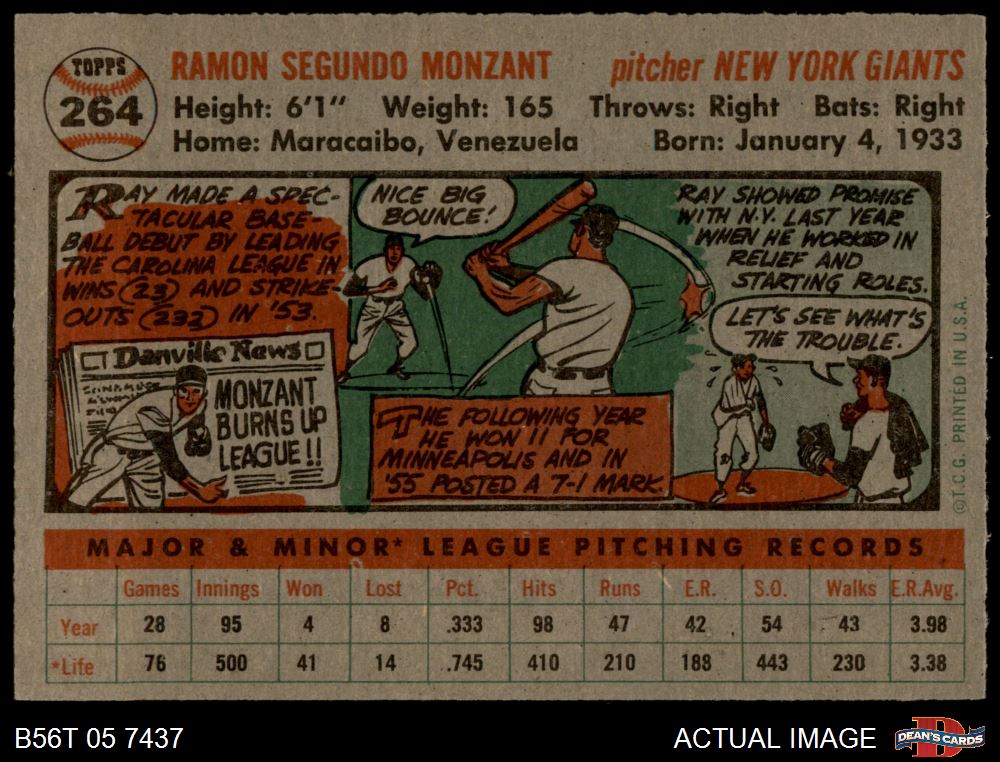 TOPPS
264
RAMON SEGUNDO MONZANT
pitcher NEW YORK GIANTS
Height: 6'1" Weight: 165 Throws: Right Bats: Right
Home: Maracaibo, Venezuela Born: January 4, 1933
RAY MADE A SPEC-
TACULAR BASE-
BALL DEBUT BY LEADING
THE CAROLINA LEAGUE IN
WINS (23) AND STRIKE-
OUTS (232) IN '53.
Danville News
MONZANT
BURNS UP
LEAGUE!!
NICE BIG
BOUNCE!
THE FOLLOWING YEAR
HE WON 11 FOR
MINNEAPOLIS AND IN
'55 POSTED A 7-1 MARK.
RAY SHOWED PROMISE
WITH N.Y. LAST YEAR
WHEN HE WORKED IN
RELIEF AND
STARTING ROLES.
LET'S SEE WHAT'S
THE TROUBLE.
©T.C.G. PRINTED IN U.S.A.
MAJOR & MINOR* LEAGUE PITCHING RECORDS
Games Innings Won Lost Pct. Hits Runs E.R. S.O. Walks E.R.Avg.
Year 28 95 4 8 .333 98 47 42 54 43 3.98
*Life 76 500 41 14 .745 410 210 188 443 230 3.38
B56T 05 7437
ACTUAL IMAGE
D
DEAN'S CARDS